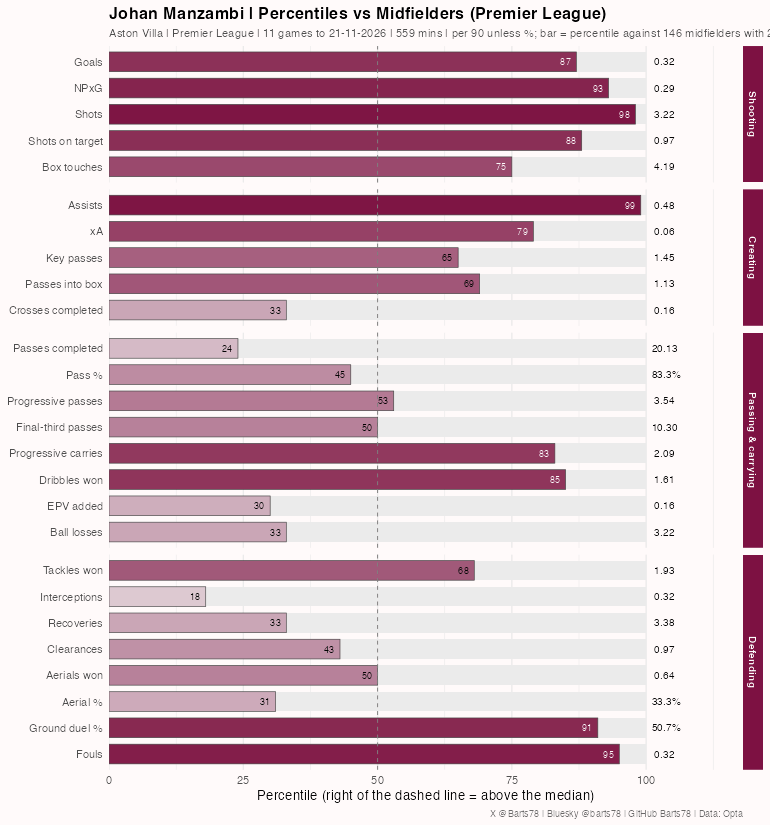 Johan Manzambi | Percentiles vs Midfielders (Premier League)
Aston Villa | Premier League | 11 games to 21-11-2026 | 559 mins | per 90 unless %; bar = percentile against 146 midfielders with
Shooting
Goals 87 0.32
NPxG 93 0.29
Shots 98 3.22
Shots on target 88 0.97
Box touches 75 4.19
Creating
Assists 99 0.48
xA 79 0.06
Key passes 65 1.45
Passes into box 69 1.13
Crosses completed 33 0.16
Passing & carrying
Passes completed 24 20.13
Pass % 45 83.3%
Progressive passes 53 3.54
Final-third passes 50 10.30
Progressive carries 83 2.09
Dribbles won 85 1.61
EPV added 30 0.16
Ball losses 33 3.22
Defending
Tackles won 68 1.93
Interceptions 18 0.32
Recoveries 33 3.38
Clearances 43 0.97
Aerials won 50 0.64
Aerial % 31 33.3%
Ground duel % 91 50.7%
Fouls 95 0.32
0 25 50 75 100
Percentile (right of the dashed line = above the median)
X @Barts78 | Bluesky @barts78 | GitHub Barts78 | Data: Opta